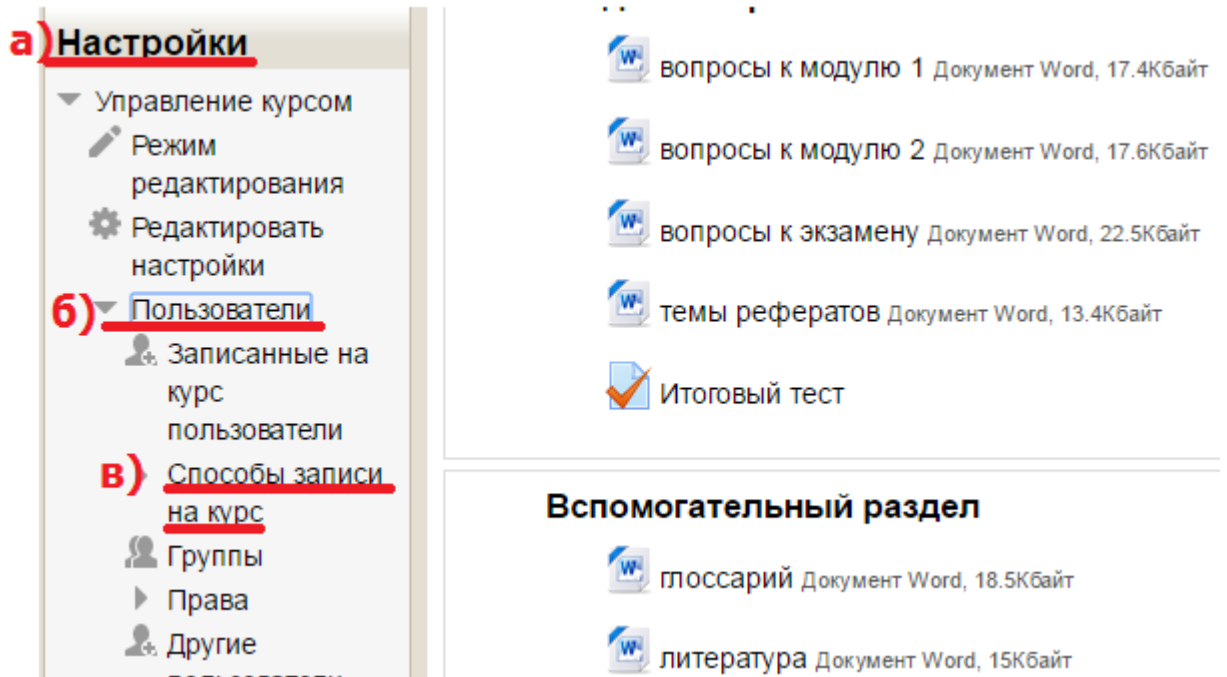 а) Настройки
Управление курсом
Режим
редактирования
Редактировать
настройки
б) Пользователи
Записанные на
курс
пользователи
в) Способы записи
на курс
Группы
Права
Другие
вопросы к модулю 1 Документ Word, 17.4Кбайт
вопросы к модулю 2 Документ Word, 17.6Кбайт
вопросы к экзамену Документ Word, 22.5Кбайт
темы рефератов Документ Word, 13.4Кбайт
Итоговый тест
Вспомогательный раздел
глоссарий Документ Word, 18.5Кбайт
литература Документ Word, 15Кбайт